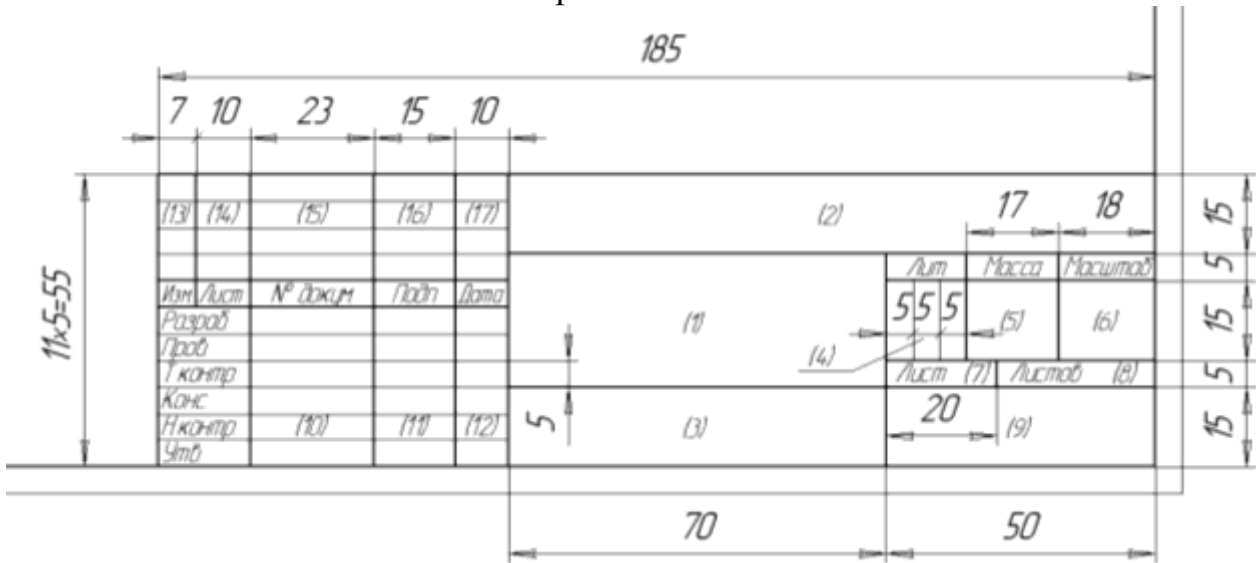 185
7 10 23 15 10
(13) (14) (15) (16) (17) (2) 17 18 15
Лит Масса Масштаб 5
11x5=55
Изм Лист № докум Подп Дата
Разраб (1) 5 5 5 (5) (6) 15
Пров (4)
Т контр Лист (7) Листов (8) 5
Конс
Н контр (10) (11) (12) 5 (3) 20 (9) 15
Утв
70 50